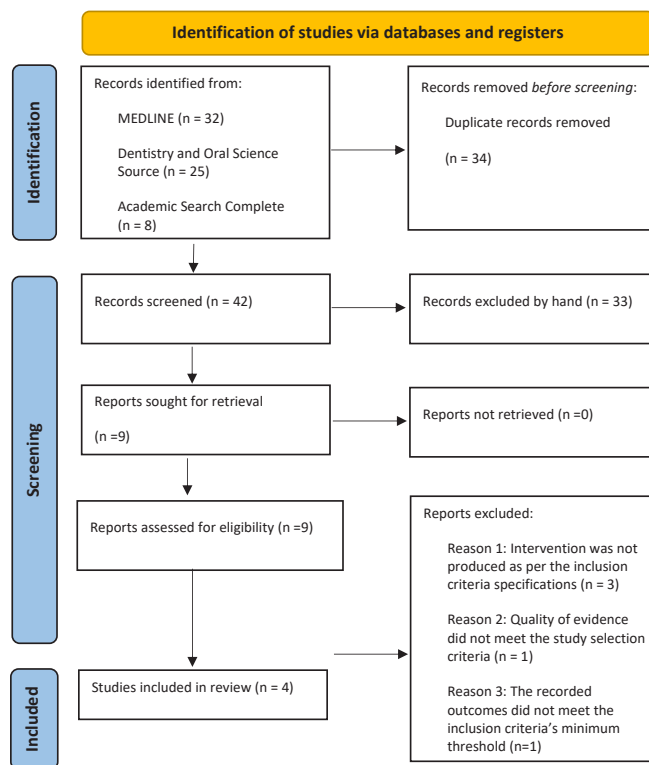 Identification of studies via databases and registers
Identification
Records identified from:
MEDLINE (n = 32)
Dentistry and Oral Science
Source (n = 25)
Academic Search Complete
(n = 8)
Records removed before screening:
Duplicate records removed
(n = 34)
Screening
Records screened (n = 42)
Records excluded by hand (n = 33)
Reports sought for retrieval
(n =9)
Reports not retrieved (n =0)
Reports assessed for eligibility (n =9)
Reports excluded:
Reason 1: Intervention was not
produced as per the inclusion
criteria specifications (n = 3)
Reason 2: Quality of evidence
did not meet the study selection
criteria (n = 1)
Reason 3: The recorded
outcomes did not meet the
inclusion criteria’s minimum
threshold (n=1)
Included
Studies included in review (n = 4)